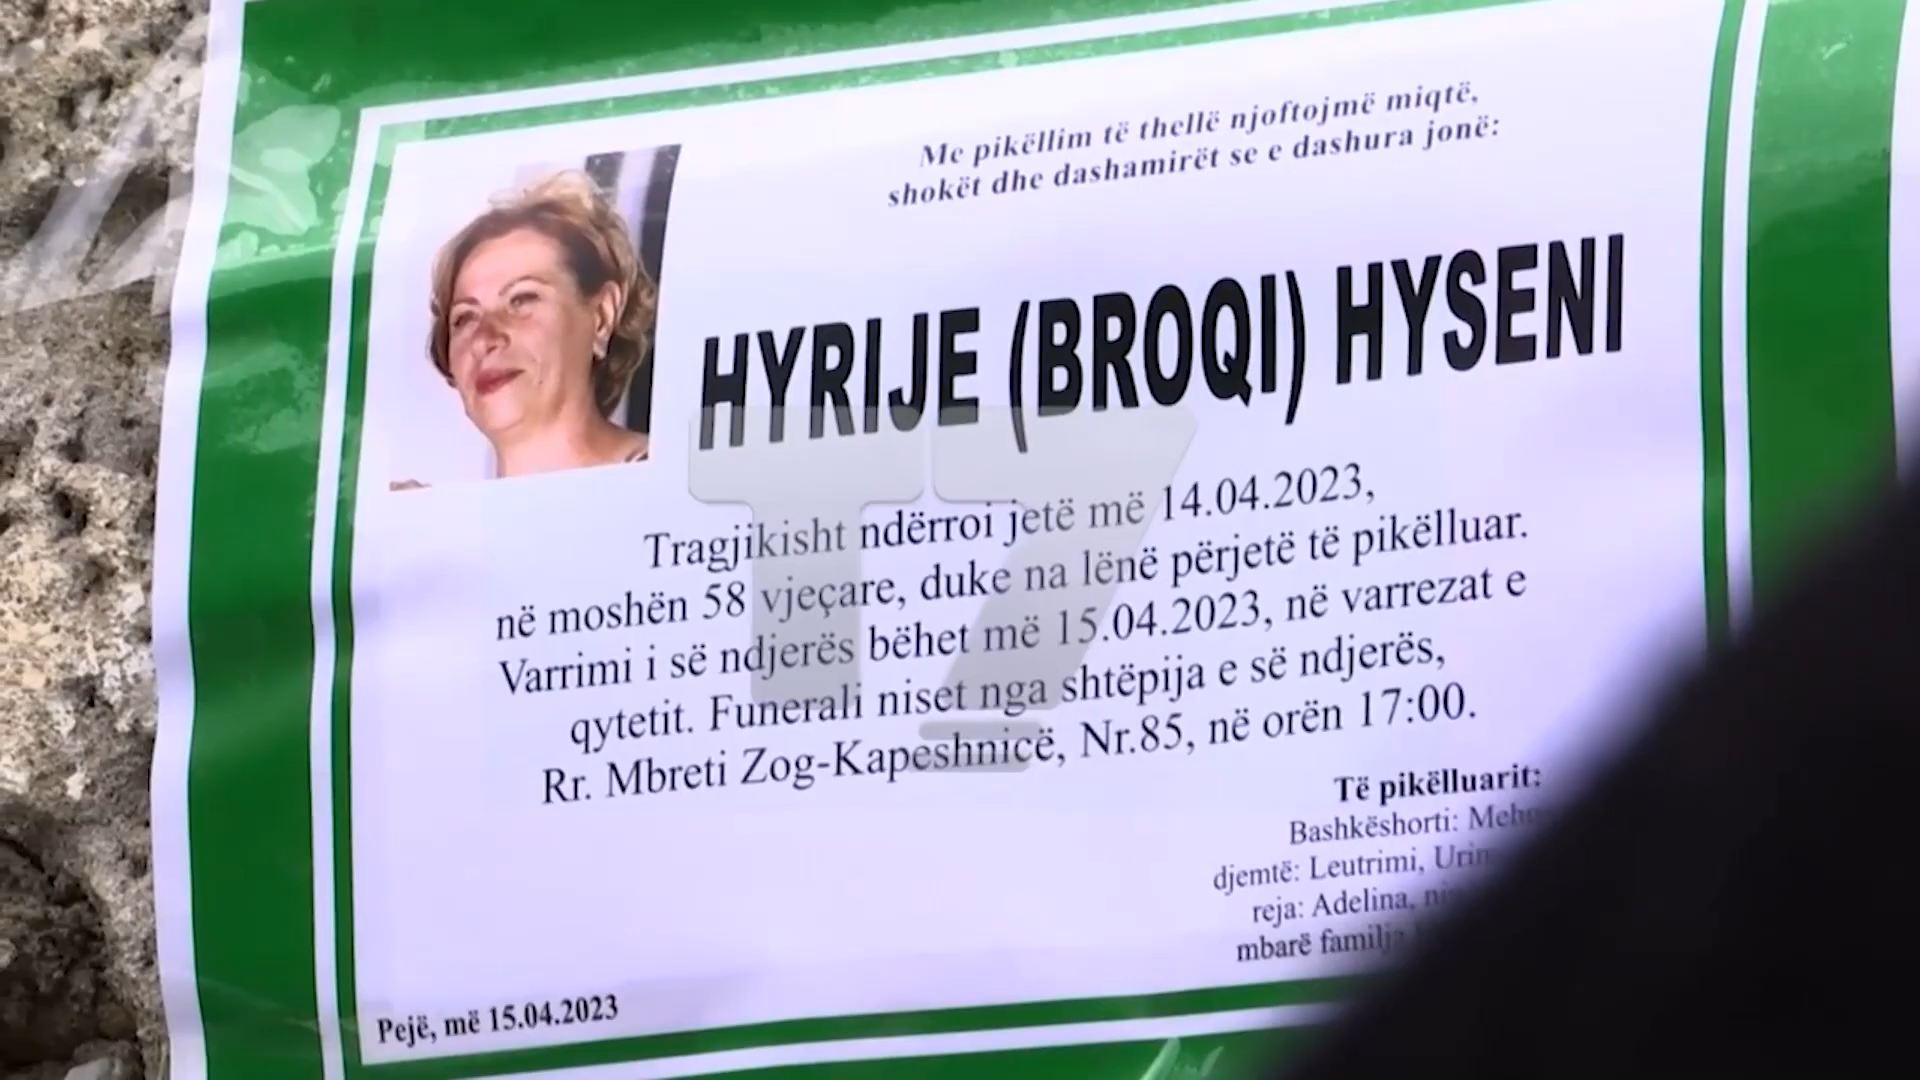 Me pikëllim të thellë njoftojmë miqtë,
shokët dhe dashamirët se e dashura jonë:
HYRIJE (BROQI) HYSENI
Tragjikisht ndërroi jetë më 14.04.2023,
në moshën 58 vjeçare, duke na lënë përjetë të pikëlluar.
Varrimi i së ndjerës bëhet më 15.04.2023, në varrezat e
qytetit. Funerali niset nga shtëpija e së ndjerës,
Rr. Mbreti Zog-Kapeshnicë, Nr.85, në orën 17:00.
Të pikëlluarit:
Bashkëshorti:
djemtë: Leutrimi,
reja: Adelina,
mbarë familja
Pejë, më 15.04.2023
T7